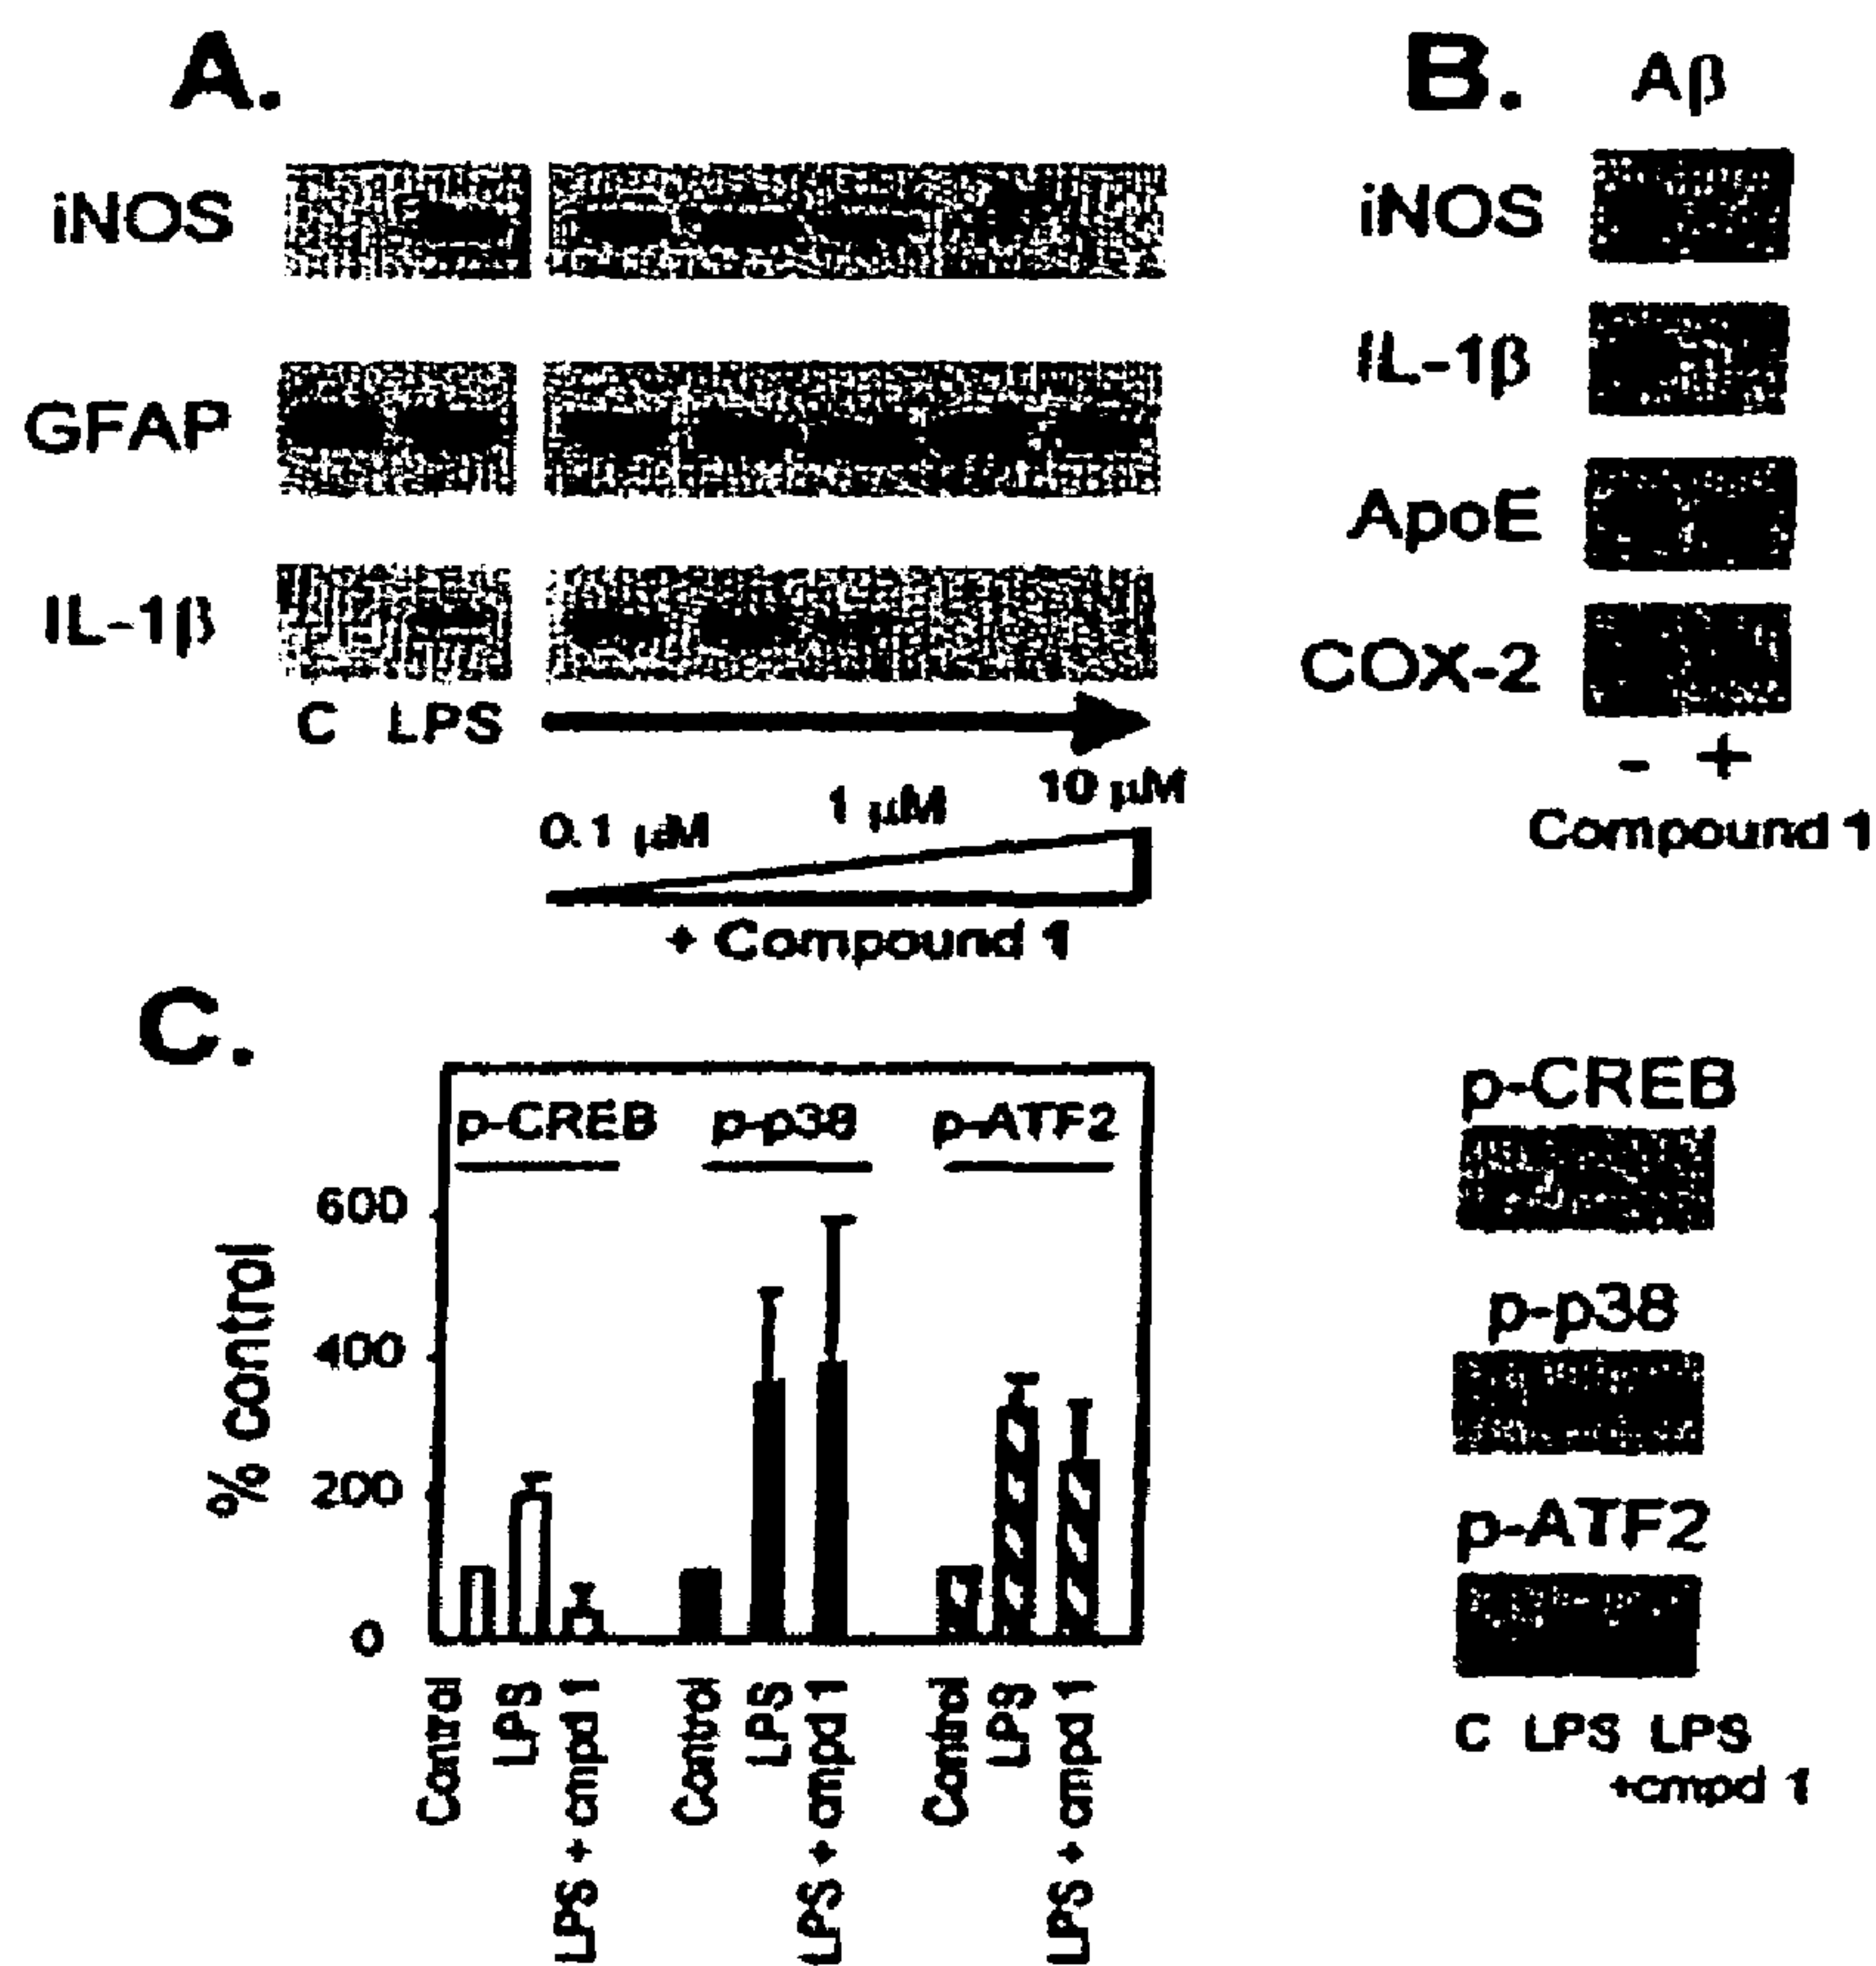 A.
iNOS
GFAP
IL-1β
C LPS
0.1 μM 1 μM 10 μM
+ Compound 1
B. Aβ
iNOS
IL-1β
ApoE
COX-2
- +
Compound 1
C.
p-CREB p-p38 p-ATF2
% control
600
400
200
0
Control
LPS
LPS + cmpd 1
Control
LPS
LPS + cmpd 1
Control
LPS
LPS + cmpd 1
p-CREB
p-p38
p-ATF2
C LPS LPS
+cmpd 1